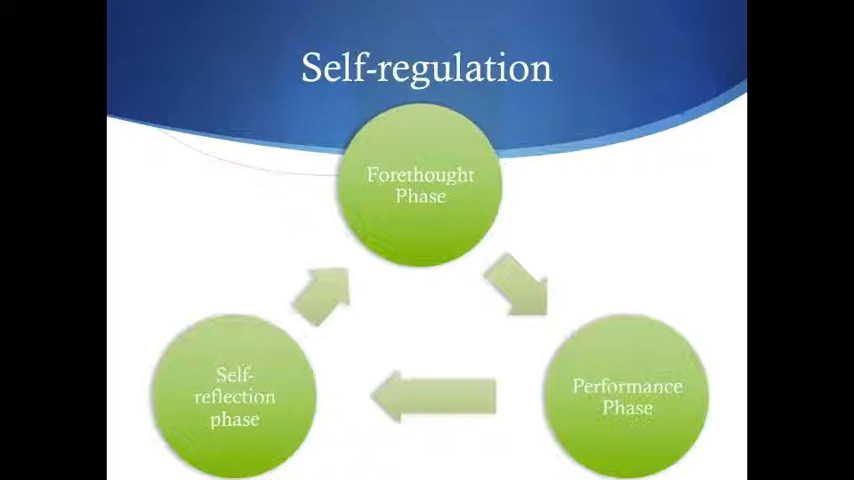 Self-regulation
Forethought
Phase
Self-
reflection
phase
Performance
Phase